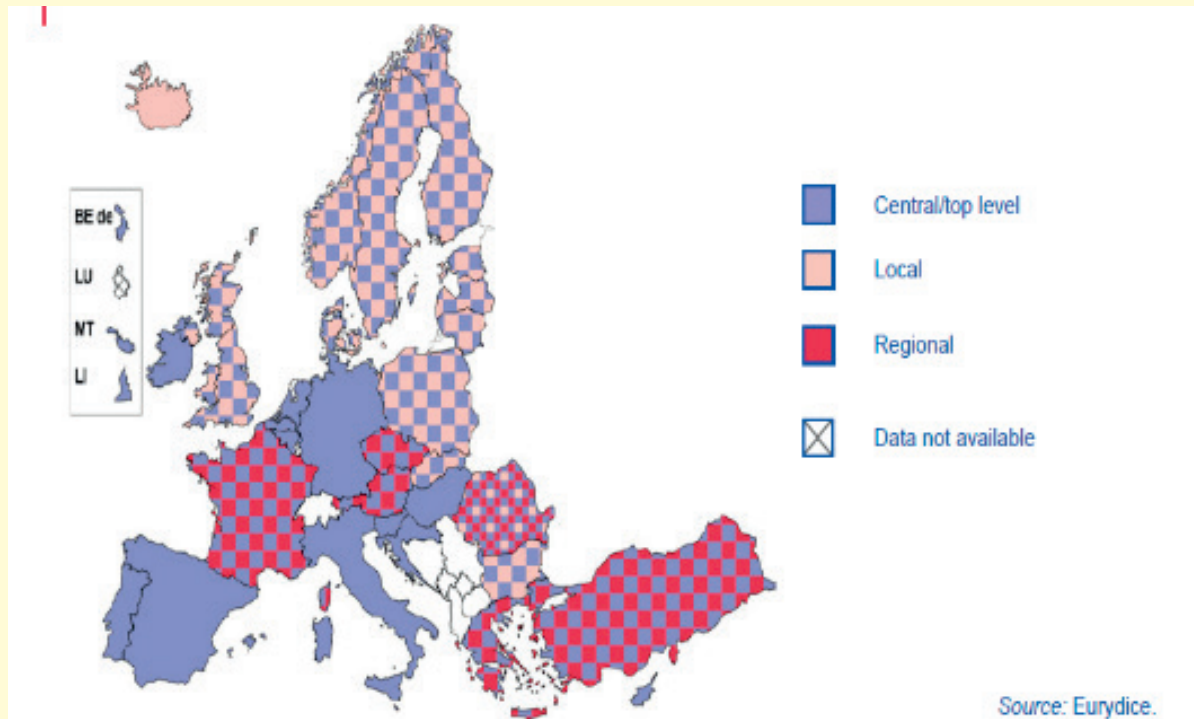 BE de
LU
MT
LI
Central/top level
Local
Regional
Data not available
Source: Eurydice.